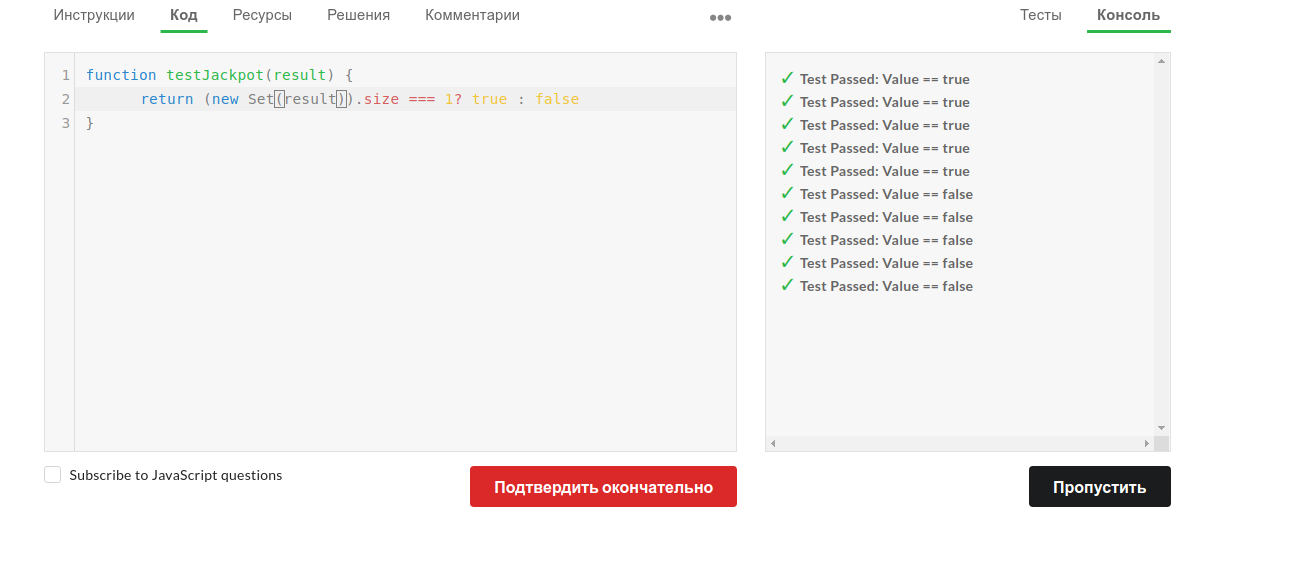 Инструкции Код Ресурсы Решения Комментарии ••• Тесты Консоль
1 function testJackpot(result) {
2 return (new Set(result)).size === 1? true : false
3 }
✓ Test Passed: Value == true
✓ Test Passed: Value == true
✓ Test Passed: Value == true
✓ Test Passed: Value == true
✓ Test Passed: Value == true
✓ Test Passed: Value == false
✓ Test Passed: Value == false
✓ Test Passed: Value == false
✓ Test Passed: Value == false
✓ Test Passed: Value == false
Subscribe to JavaScript questions
Подтвердить окончательно
Пропустить